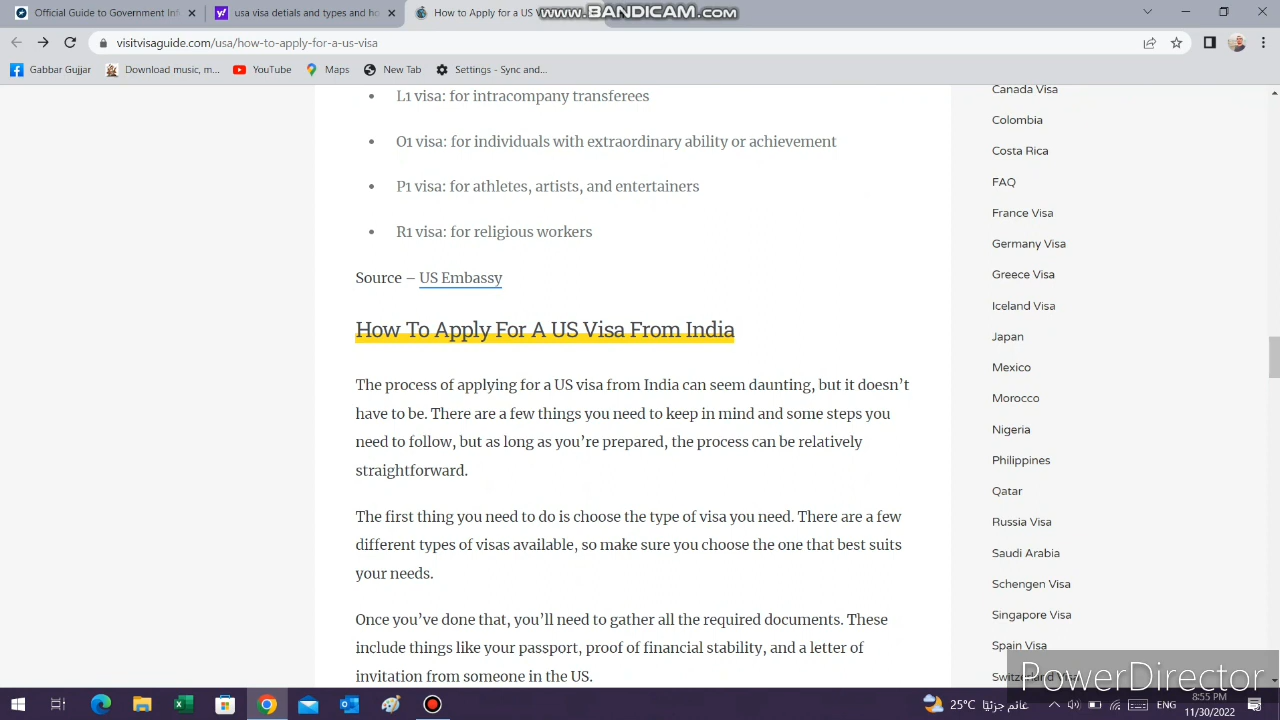 Official Guide to Government Inf
usa visa detials and types and ho
How to Apply for a US V
www.BANDICAM.com
visitvisaguide.com/usa/how-to-apply-for-a-us-visa
Gabbar Gujjar
Download music, m...
YouTube
Maps
New Tab
Settings - Sync and...
L1 visa: for intracompany transferees
O1 visa: for individuals with extraordinary ability or achievement
P1 visa: for athletes, artists, and entertainers
R1 visa: for religious workers
Source – US Embassy
How To Apply For A US Visa From India
The process of applying for a US visa from India can seem daunting, but it doesn’t
have to be. There are a few things you need to keep in mind and some steps you
need to follow, but as long as you’re prepared, the process can be relatively
straightforward.
The first thing you need to do is choose the type of visa you need. There are a few
different types of visas available, so make sure you choose the one that best suits
your needs.
Once you’ve done that, you’ll need to gather all the required documents. These
include things like your passport, proof of financial stability, and a letter of
invitation from someone in the US.
Canada Visa
Colombia
Costa Rica
FAQ
France Visa
Germany Visa
Greece Visa
Iceland Visa
Japan
Mexico
Morocco
Nigeria
Philippines
Qatar
Russia Visa
Saudi Arabia
Schengen Visa
Singapore Visa
Spain Visa
PowerDirector
25°C
غائم جزئيًا
ENG
8:55 PM
11/30/2022